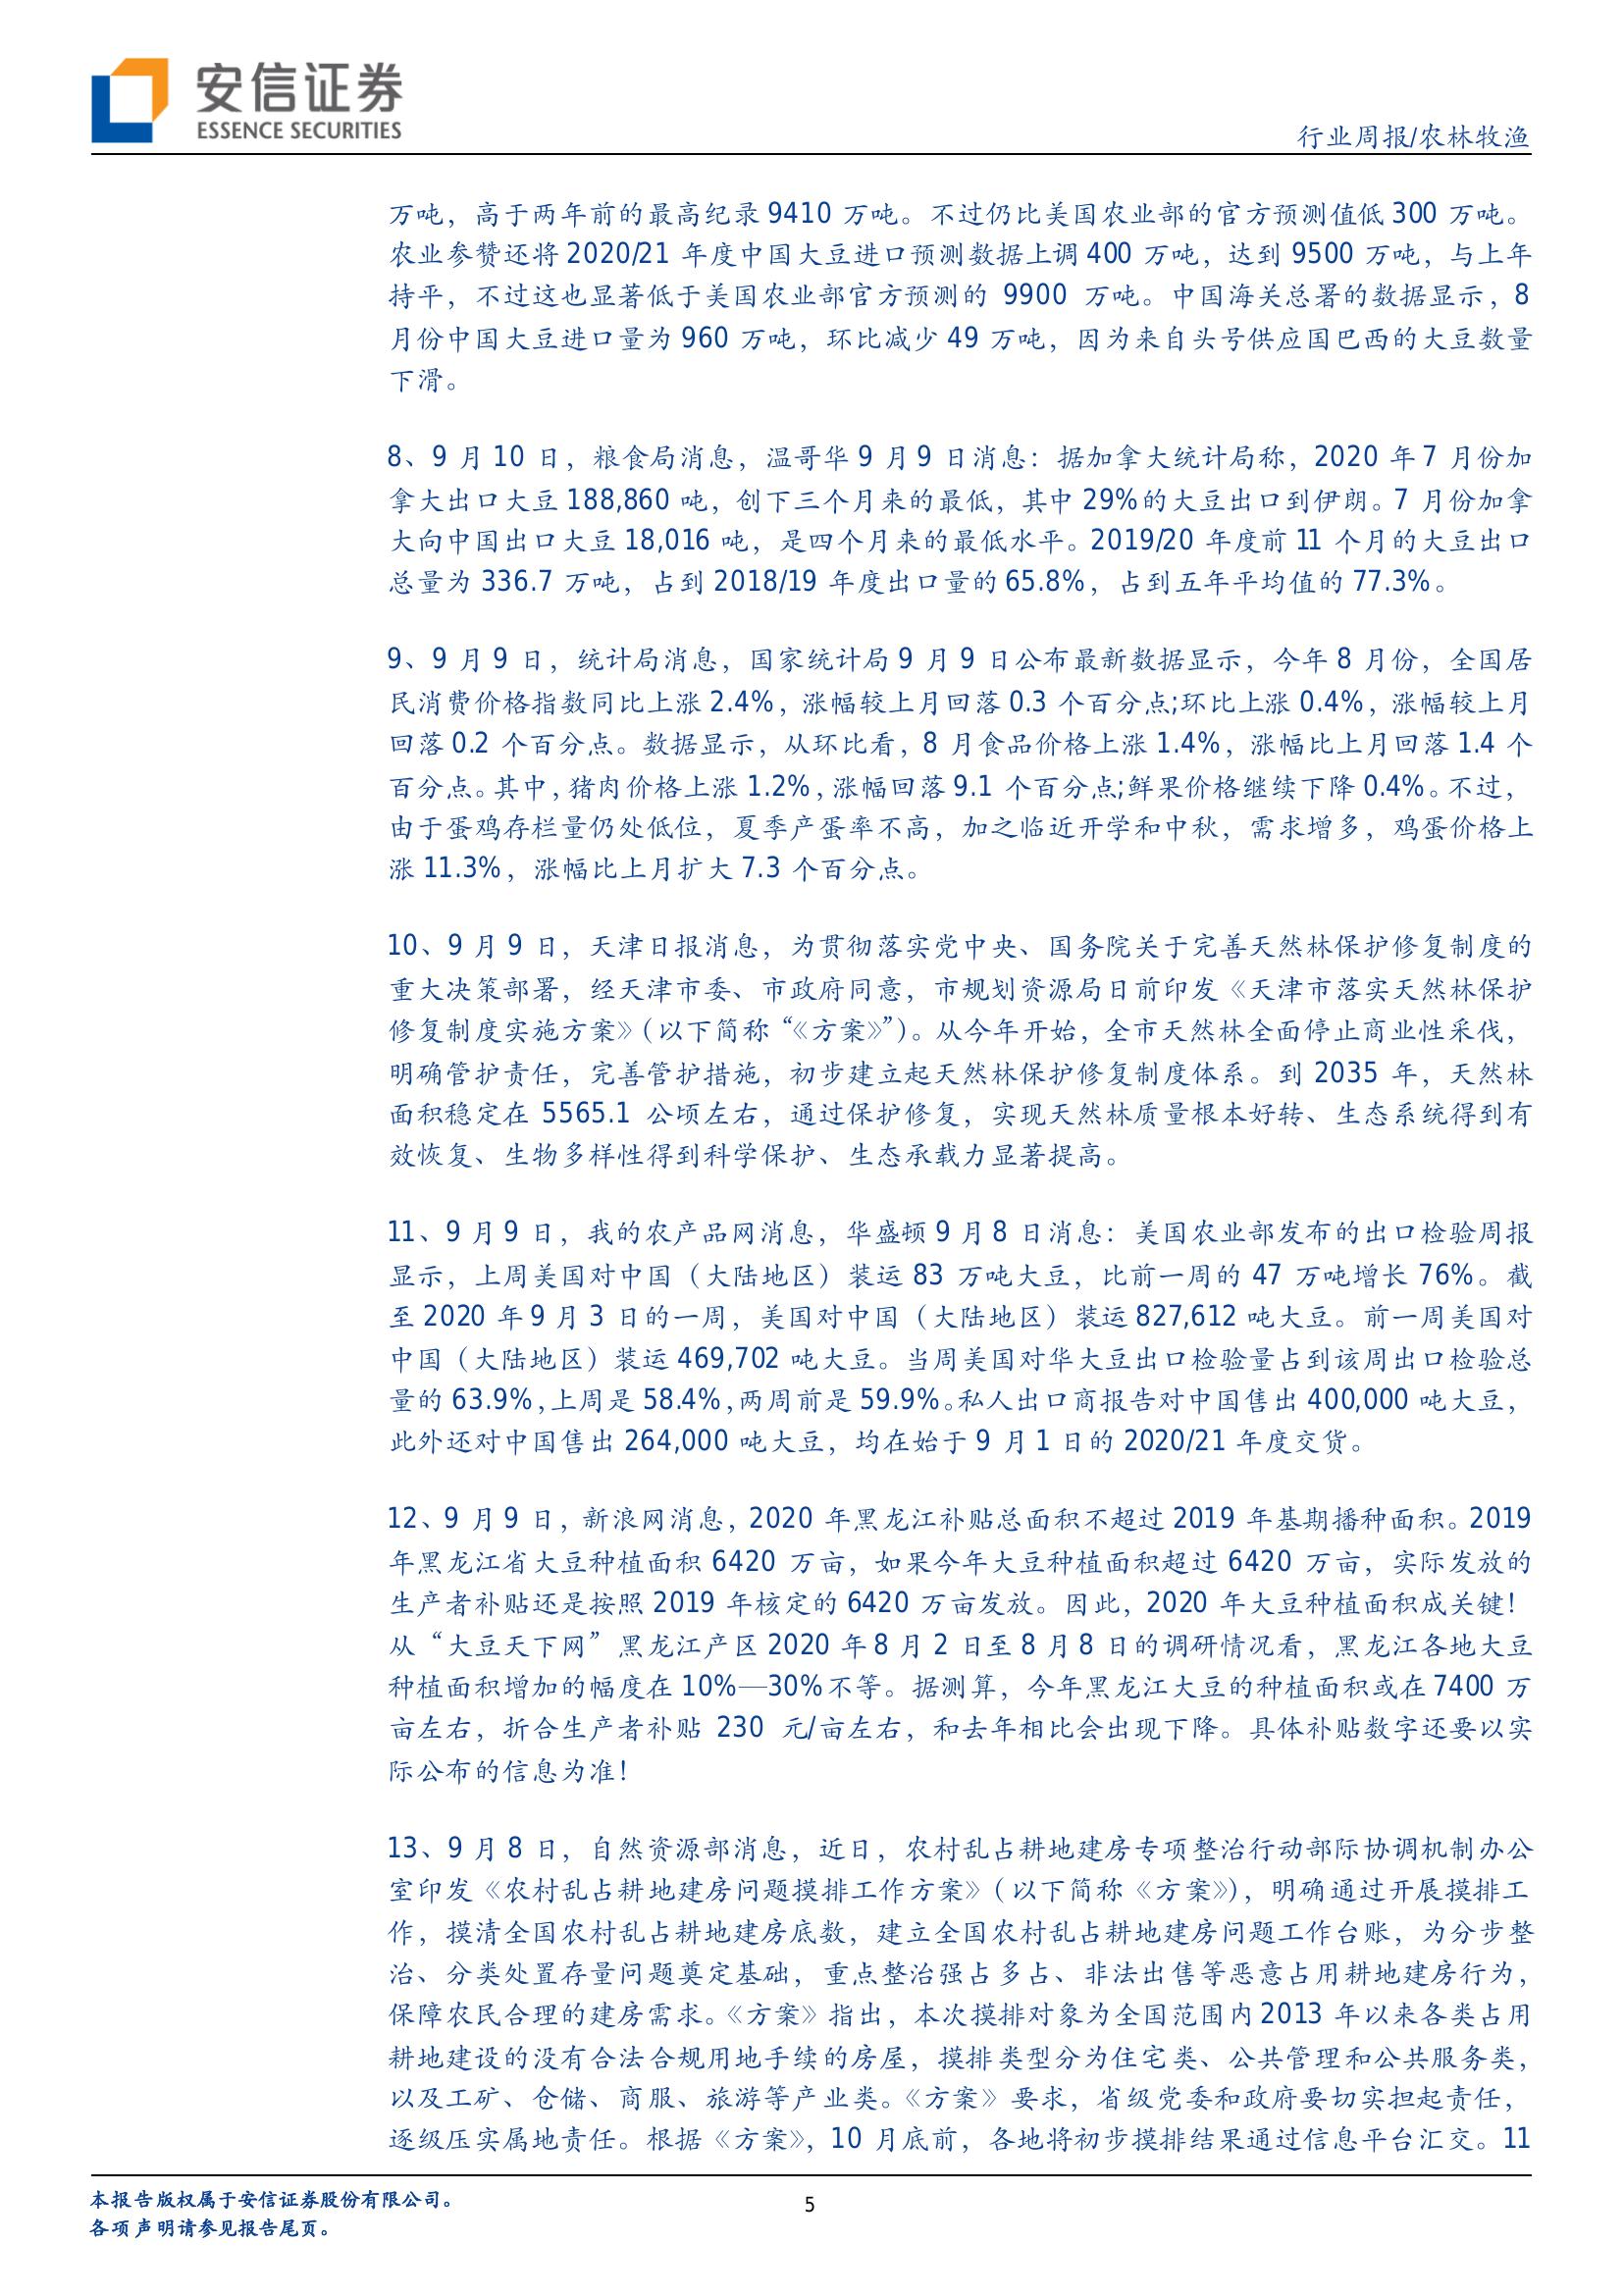 安信证券
ESSENCE SECURITIES
行业周报/农林牧渔
万吨，高于两年前的最高纪录 9410 万吨。不过仍比美国农业部的官方预测值低 300 万吨。
农业参赞还将 2020/21 年度中国大豆进口预测数据上调 400 万吨，达到 9500 万吨，与上年
持平，不过这也显著低于美国农业部官方预测的 9900 万吨。中国海关总署的数据显示，8
月份中国大豆进口量为 960 万吨，环比减少 49 万吨，因为来自头号供应国巴西的大豆数量
下滑。
8、9 月 10 日，粮食局消息，温哥华 9 月 9 日消息：据加拿大统计局称，2020 年 7 月份加
拿大出口大豆 188,860 吨，创下三个月来的最低，其中 29%的大豆出口到伊朗。7 月份加拿
大向中国出口大豆 18,016 吨，是四个月来的最低水平。2019/20 年度前 11 个月的大豆出口
总量为 336.7 万吨，占到 2018/19 年度出口量的 65.8%，占到五年平均值的 77.3%。
9、9 月 9 日，统计局消息，国家统计局 9 月 9 日公布最新数据显示，今年 8 月份，全国居
民消费价格指数同比上涨 2.4%，涨幅较上月回落 0.3 个百分点;环比上涨 0.4%，涨幅较上月
回落 0.2 个百分点。数据显示，从环比看，8 月食品价格上涨 1.4%，涨幅比上月回落 1.4 个
百分点。其中，猪肉价格上涨 1.2%，涨幅回落 9.1 个百分点;鲜果价格继续下降 0.4%。不过，
由于蛋鸡存栏量仍处低位，夏季产蛋率不高，加之临近开学和中秋，需求增多，鸡蛋价格上
涨 11.3%，涨幅比上月扩大 7.3 个百分点。
10、9 月 9 日，天津日报消息，为贯彻落实党中央、国务院关于完善天然林保护修复制度的
重大决策部署，经天津市委、市政府同意，市规划资源局日前印发《天津市落实天然林保护
修复制度实施方案》（以下简称“《方案》”）。从今年开始，全市天然林全面停止商业性采伐，
明确管护责任，完善管护措施，初步建立起天然林保护修复制度体系。到 2035 年，天然林
面积稳定在 5565.1 公顷左右，通过保护修复，实现天然林质量根本好转、生态系统得到有
效恢复、生物多样性得到科学保护、生态承载力显著提高。
11、9 月 9 日，我的农产品网消息，华盛顿 9 月 8 日消息：美国农业部发布的出口检验周报
显示，上周美国对中国（大陆地区）装运 83 万吨大豆，比前一周的 47 万吨增长 76%。截
至 2020 年 9 月 3 日的一周，美国对中国（大陆地区）装运 827,612 吨大豆。前一周美国对
中国（大陆地区）装运 469,702 吨大豆。当周美国对华大豆出口检验量占到该周出口检验总
量的 63.9%，上周是 58.4%，两周前是 59.9%。私人出口商报告对中国售出 400,000 吨大豆，
此外还对中国售出 264,000 吨大豆，均在始于 9 月 1 日的 2020/21 年度交货。
12、9 月 9 日，新浪网消息，2020 年黑龙江补贴总面积不超过 2019 年基期播种面积。2019
年黑龙江省大豆种植面积 6420 万亩，如果今年大豆种植面积超过 6420 万亩，实际发放的
生产者补贴还是按照 2019 年核定的 6420 万亩发放。因此，2020 年大豆种植面积成关键！
从“大豆天下网”黑龙江产区 2020 年 8 月 2 日至 8 月 8 日的调研情况看，黑龙江各地大豆
种植面积增加的幅度在 10%—30%不等。据测算，今年黑龙江大豆的种植面积或在 7400 万
亩左右，折合生产者补贴 230 元/亩左右，和去年相比会出现下降。具体补贴数字还要以实
际公布的信息为准！
13、9 月 8 日，自然资源部消息，近日，农村乱占耕地建房专项整治行动部际协调机制办公
室印发《农村乱占耕地建房问题摸排工作方案》（以下简称《方案》），明确通过开展摸排工
作，摸清全国农村乱占耕地建房底数，建立全国农村乱占耕地建房问题工作台账，为分步整
治、分类处置存量问题奠定基础，重点整治强占多占、非法出售等恶意占用耕地建房行为，
保障农民合理的建房需求。《方案》指出，本次摸排对象为全国范围内 2013 年以来各类占用
耕地建设的没有合法合规用地手续的房屋，摸排类型分为住宅类、公共管理和公共服务类，
以及工矿、仓储、商服、旅游等产业类。《方案》要求，省级党委和政府要切实担起责任，
逐级压实属地责任。根据《方案》，10 月底前，各地将初步摸排结果通过信息平台汇交。11
本报告版权属于安信证券股份有限公司。
各项声明请参见报告尾页。
5